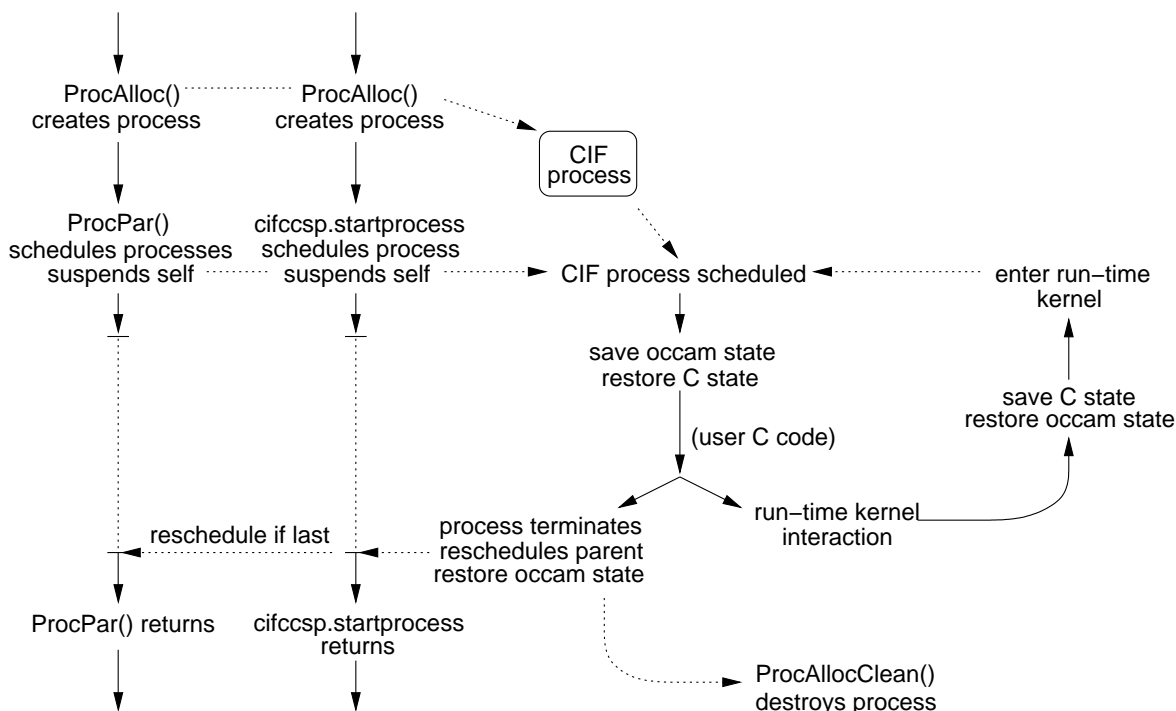 ProcAlloc()
creates process
ProcAlloc()
creates process
CIF
process
ProcPar()
schedules processes
suspends self
cifccsp.startprocess
schedules process
suspends self
CIF process scheduled
enter run−time
kernel
save occam state
restore C state
save C state
restore occam state
(user C code)
run−time kernel
interaction
process terminates
reschedules parent
restore occam state
reschedule if last
ProcPar() returns
cifccsp.startprocess
returns
ProcAllocClean()
destroys process